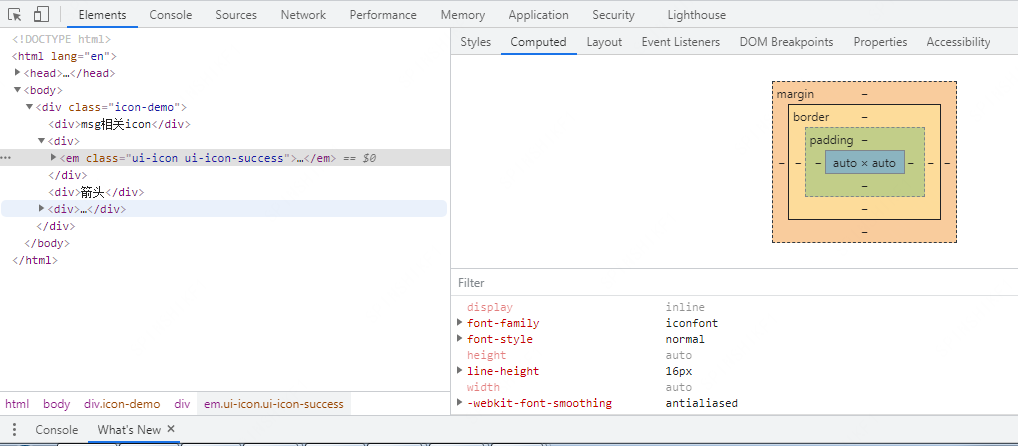 Elements Console Sources Network Performance Memory Application Security Lighthouse
<!DOCTYPE html>
<html lang="en">
<head>…</head>
<body>
<div class="icon-demo">
<div>msg相关icon</div>
<div>
<em class="ui-icon ui-icon-success">…</em> == $0
</div>
<div>箭头</div>
<div>…</div>
</div>
</body>
</html>
html body div.icon-demo div em.ui-icon.ui-icon-success
Styles Computed Layout Event Listeners DOM Breakpoints Properties Accessibility
margin –
border –
padding –
– – – auto × auto – – –
–
–
–
Filter
display inline
font-family iconfont
font-style normal
height auto
line-height 16px
width auto
-webkit-font-smoothing antialiased
Console What's New ×